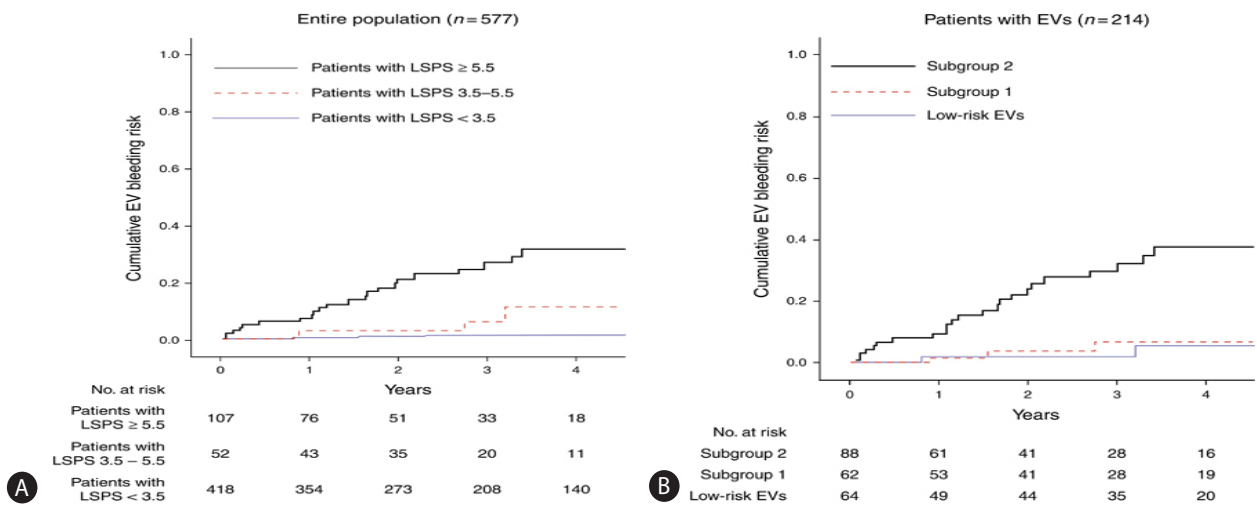 Entire population (n=577)
Cumulative EV bleeding risk
1.0
0.8
0.6
0.4
0.2
0.0
Patients with LSPS ≥ 5.5
Patients with LSPS 3.5–5.5
Patients with LSPS < 3.5
0 1 2 3 4
Years
No. at risk
Patients with
LSPS ≥ 5.5
107 76 51 33 18
Patients with
LSPS 3.5 – 5.5
52 43 35 20 11
Patients with
LSPS < 3.5
418 354 273 208 140
A
Patients with EVs (n=214)
Cumulative EV bleeding risk
1.0
0.8
0.6
0.4
0.2
0.0
Subgroup 2
Subgroup 1
Low-risk EVs
0 1 2 3 4
Years
No. at risk
Subgroup 2 88 61 41 28 16
Subgroup 1 62 53 41 28 19
Low-risk EVs 64 49 44 35 20
B